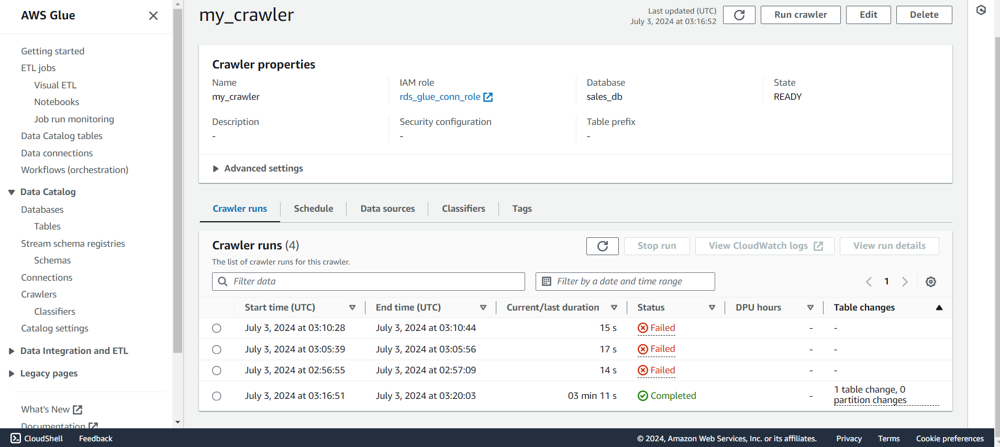 AWS Glue
Getting started
ETL jobs
Visual ETL
Notebooks
Job run monitoring
Data Catalog tables
Data connections
Workflows (orchestration)
Data Catalog
Databases
Tables
Stream schema registries
Schemas
Connections
Crawlers
Classifiers
Catalog settings
Data Integration and ETL
Legacy pages
What's New
Documentation
my_crawler
Last updated (UTC)
July 3, 2024 at 03:16:52
Run crawler
Edit
Delete
Crawler properties
Name
my_crawler
IAM role
rds_glue_conn_role
Database
sales_db
State
READY
Description
-
Security configuration
-
Table prefix
-
Advanced settings
Crawler runs
Schedule
Data sources
Classifiers
Tags
Crawler runs (4)
The list of crawler runs for this crawler.
Stop run
View CloudWatch logs
View run details
Filter data
Filter by a date and time range
1
Start time (UTC) End time (UTC) Current/last duration Status DPU hours Table changes
July 3, 2024 at 03:10:28 July 3, 2024 at 03:10:44 15 s Failed - -
July 3, 2024 at 03:05:39 July 3, 2024 at 03:05:56 17 s Failed - -
July 3, 2024 at 02:56:55 July 3, 2024 at 02:57:09 14 s Failed - -
July 3, 2024 at 03:16:51 July 3, 2024 at 03:20:03 03 min 11 s Completed - 1 table change, 0
partition changes
CloudShell Feedback © 2024, Amazon Web Services, Inc. or its affiliates. Privacy Terms Cookie preferences